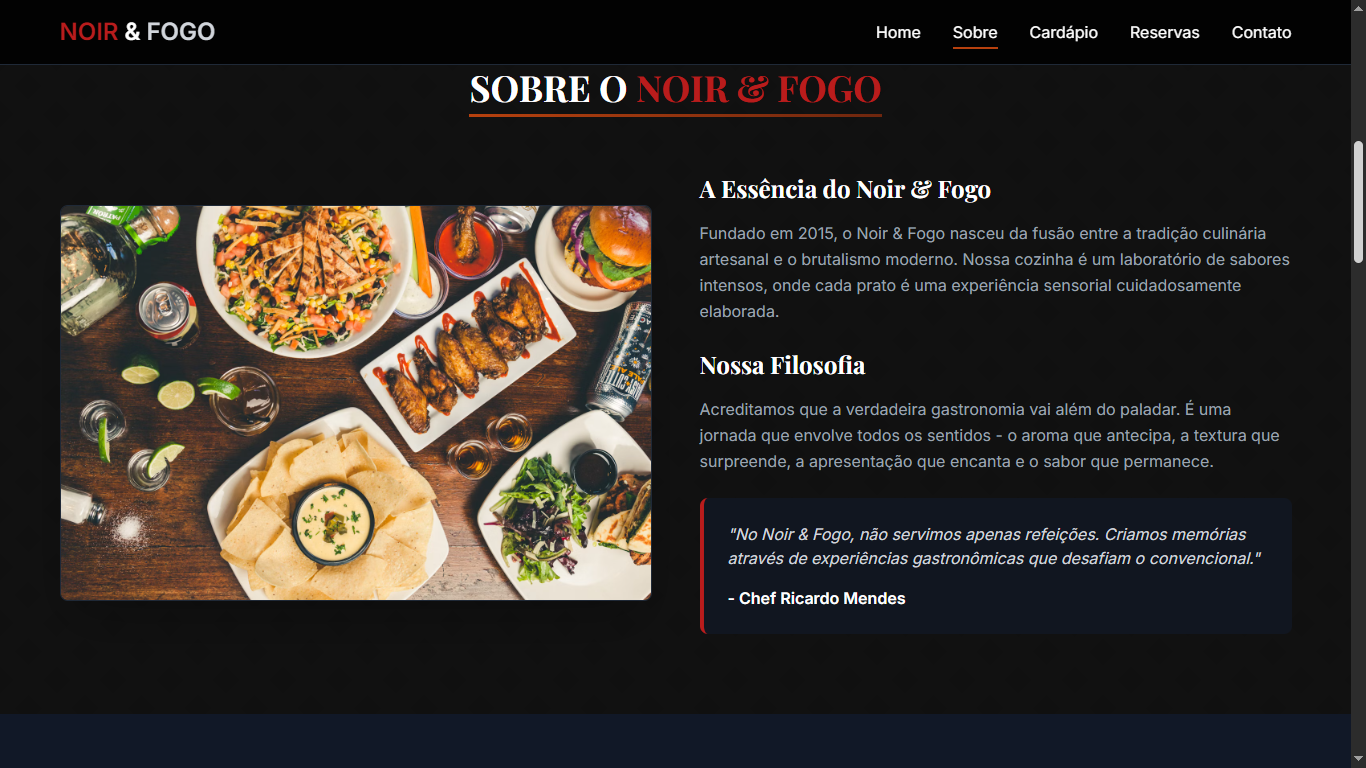 NOIR & FOGO
Home Sobre Cardápio Reservas Contato
SOBRE O NOIR & FOGO
A Essência do Noir & Fogo
Fundado em 2015, o Noir & Fogo nasceu da fusão entre a tradição culinária
artesanal e o brutalismo moderno. Nossa cozinha é um laboratório de sabores
intensos, onde cada prato é uma experiência sensorial cuidadosamente
elaborada.
Nossa Filosofia
Acreditamos que a verdadeira gastronomia vai além do paladar. É uma
jornada que envolve todos os sentidos - o aroma que antecipa, a textura que
surpreende, a apresentação que encanta e o sabor que permanece.
"No Noir & Fogo, não servimos apenas refeições. Criamos memórias
através de experiências gastronômicas que desafiam o convencional."
- Chef Ricardo Mendes